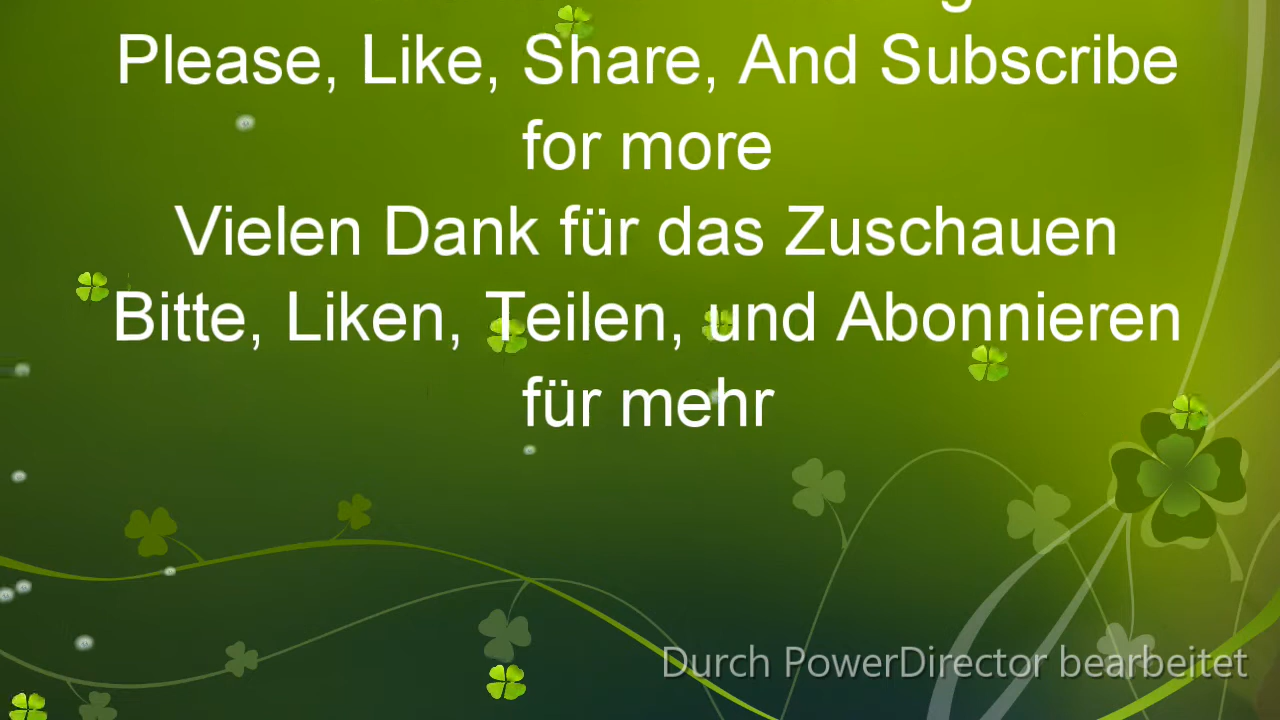 Please, Like, Share, And Subscribe
for more
Vielen Dank für das Zuschauen
Bitte, Liken, Teilen, und Abonnieren
für mehr
Durch PowerDirector bearbeitet